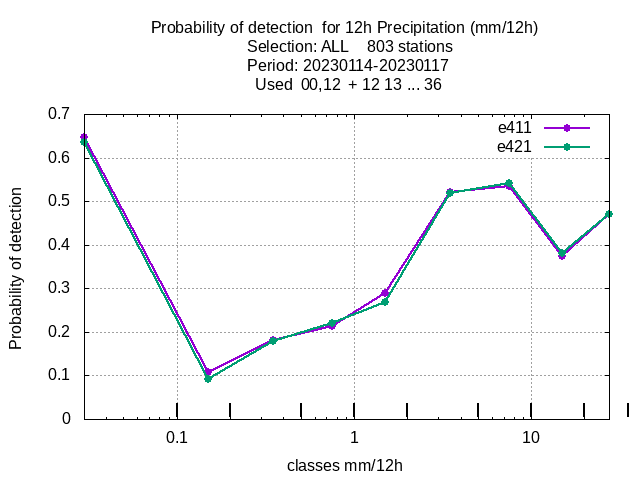 Probability of detection  for 12h Precipitation (mm/12h)
Selection: ALL    803 stations
Period: 20230114-20230117
Used  00,12  + 12 13 ... 36
e411
e421
0.7
0.6
0.5
0.4
0.3
0.2
0.1
0
Probability of detection
0.1 1 10
classes mm/12h